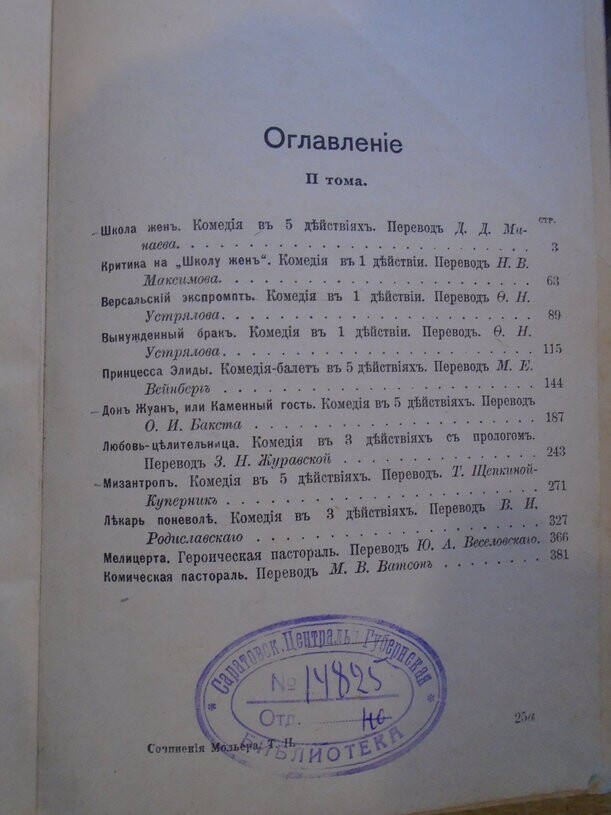 Оглавленіе
II тома.
СТР.
Школа женъ. Комедія въ 5 дѣйствіяхъ. Переводъ Д. Д. Ми-
наева. 3
Критика на „Школу женъ“. Комедія въ 1 дѣйствіи. Переводъ Н. В.
Максимова. 63
Версальскій экспромптъ. Комедія въ 1 дѣйствіи. Переводъ Ѳ. Н.
Устрялова. 89
Вынужденный бракъ. Комедія въ 1 дѣйствіи. Переводъ. Ѳ. Н.
Устрялова. 115
Принцесса Элиды. Комедія-балетъ въ 5 дѣйствіяхъ. Переводъ М. Е.
Вейнбергъ 144
Донъ Жуанъ, или Каменный гость. Комедія въ 5 дѣйствіяхъ. Переводъ
О. И. Бакста 187
Любовь-цѣлительница. Комедія въ 3 дѣйствіяхъ съ прологомъ.
Переводъ З. Н. Журавской 243
Мизантропъ. Комедія въ 5 дѣйствіяхъ. Переводъ. Т. Щепкиной-
Куперникъ 271
Лѣкарь поневолѣ. Комедія въ 3 дѣйствіяхъ. Переводъ В. И.
Родиславскаго 327
Мелицерта. Героическая пастораль. Переводъ Ю. А. Веселовскаго. 366
Комическая пастораль. Переводъ М. В. Ватсонъ 381
Саратовск. Централь. Губернская
№ 14825
Отд.
БИБЛІОТЕКА
Сочиненія Мольера. Т. II. 25а